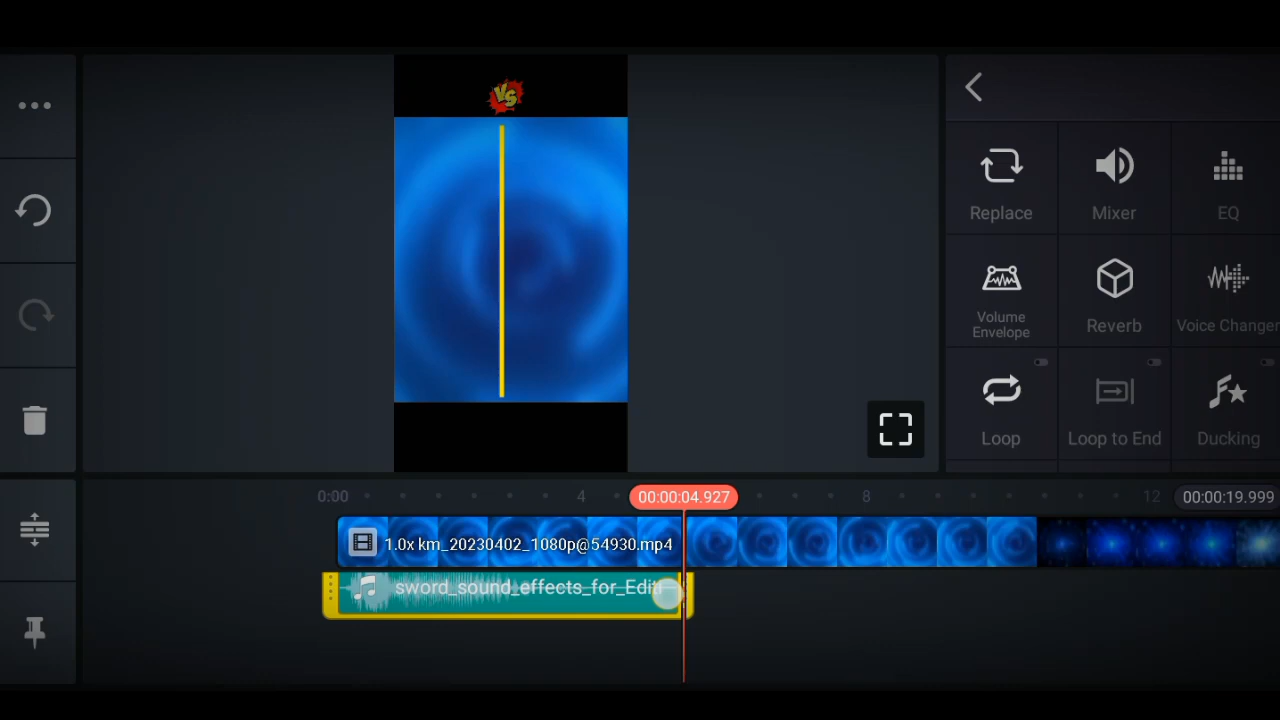 VS
Replace
Mixer
EQ
Volume
Envelope
Reverb
Voice Changer
Loop
Loop to End
Ducking
0:00
4
00:00:04.927
8
12
00:00:19.999
1.0x km_20230402_1080p@54930.mp4
sword_sound_effects_for_Editi